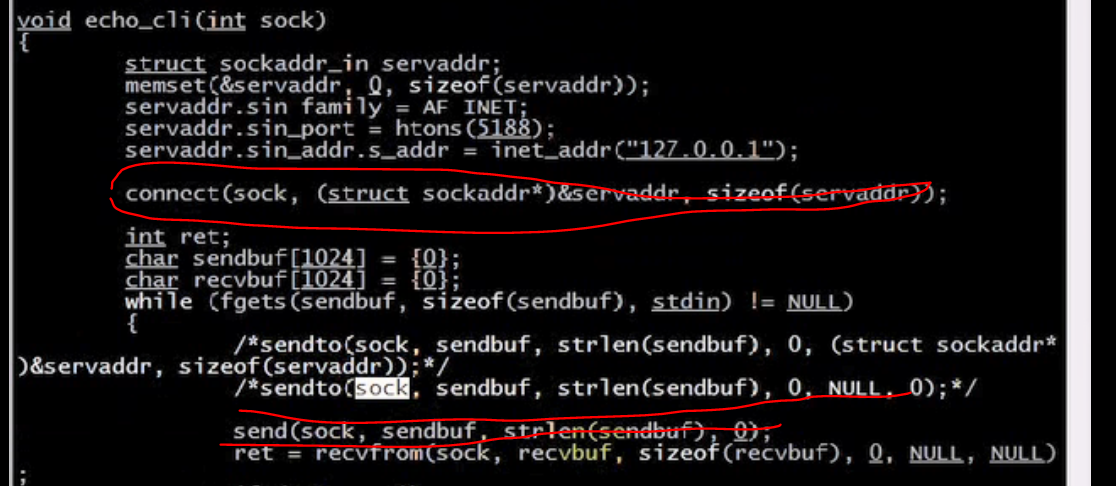 void echo_cli(int sock)
{
struct sockaddr_in servaddr;
memset(&servaddr, 0, sizeof(servaddr));
servaddr.sin_family = AF_INET;
servaddr.sin_port = htons(5188);
servaddr.sin_addr.s_addr = inet_addr("127.0.0.1");
connect(sock, (struct sockaddr*)&servaddr, sizeof(servaddr));
int ret;
char sendbuf[1024] = {0};
char recvbuf[1024] = {0};
while (fgets(sendbuf, sizeof(sendbuf), stdin) != NULL)
{
/*sendto(sock, sendbuf, strlen(sendbuf), 0, (struct sockaddr*
)&servaddr, sizeof(servaddr));*/
/*sendto(sock, sendbuf, strlen(sendbuf), 0, NULL, 0);*/
send(sock, sendbuf, strlen(sendbuf), 0);
ret = recvfrom(sock, recvbuf, sizeof(recvbuf), 0, NULL, NULL)
;